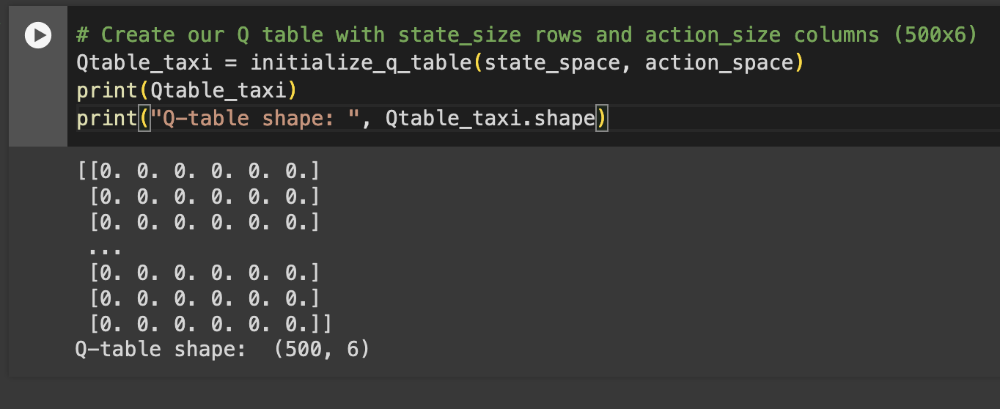 # Create our Q table with state_size rows and action_size columns (500x6)
Qtable_taxi = initialize_q_table(state_space, action_space)
print(Qtable_taxi)
print("Q-table shape: ", Qtable_taxi.shape)
[[0. 0. 0. 0. 0. 0.]
 [0. 0. 0. 0. 0. 0.]
 [0. 0. 0. 0. 0. 0.]
 ...
 [0. 0. 0. 0. 0. 0.]
 [0. 0. 0. 0. 0. 0.]
 [0. 0. 0. 0. 0. 0.]]
Q-table shape:  (500, 6)